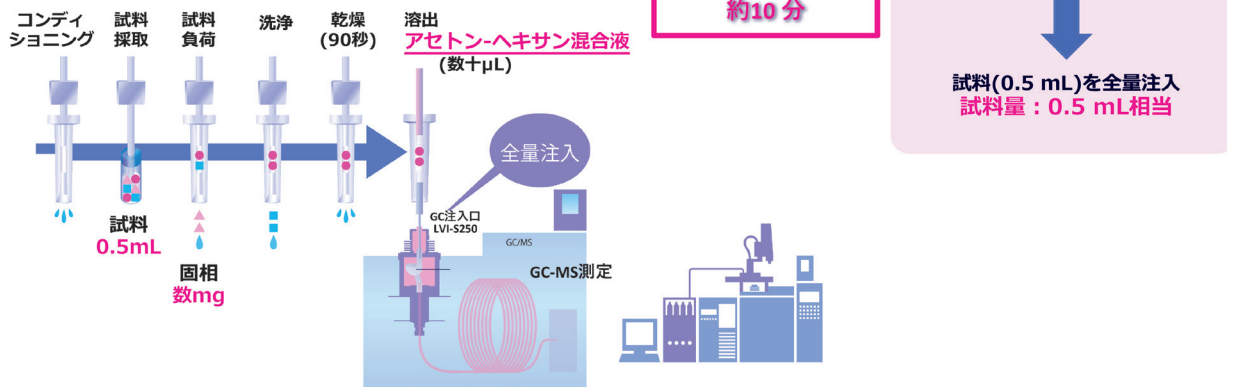 コンディ
ショニング
試料
採取
試料
負荷
洗浄
乾燥
(90秒)
溶出
アセトン-ヘキサン混合液
(数十μL)
約10 分
全量注入
試料
0.5mL
固相
数mg
GC注入口
LVI-S250
GC/MS
GC-MS測定
試料(0.5 mL)を全量注入
試料量：0.5 mL相当